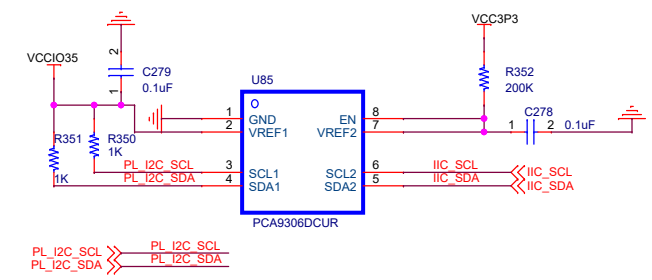 VCC3P3
VCCIO35
2
C279
0.1uF
1
U85
R352
200K
1 GND
2 VREF1
EN 8
VREF2 7
C278
1 2 0.1uF
R351
1K
R350
1K
PL_I2C_SCL 3 SCL1
PL_I2C_SDA 4 SDA1
SCL2 6 IIC_SCL IIC_SCL
SDA2 5 IIC_SDA IIC_SDA
PCA9306DCUR
PL_I2C_SCL PL_I2C_SCL
PL_I2C_SDA PL_I2C_SDA